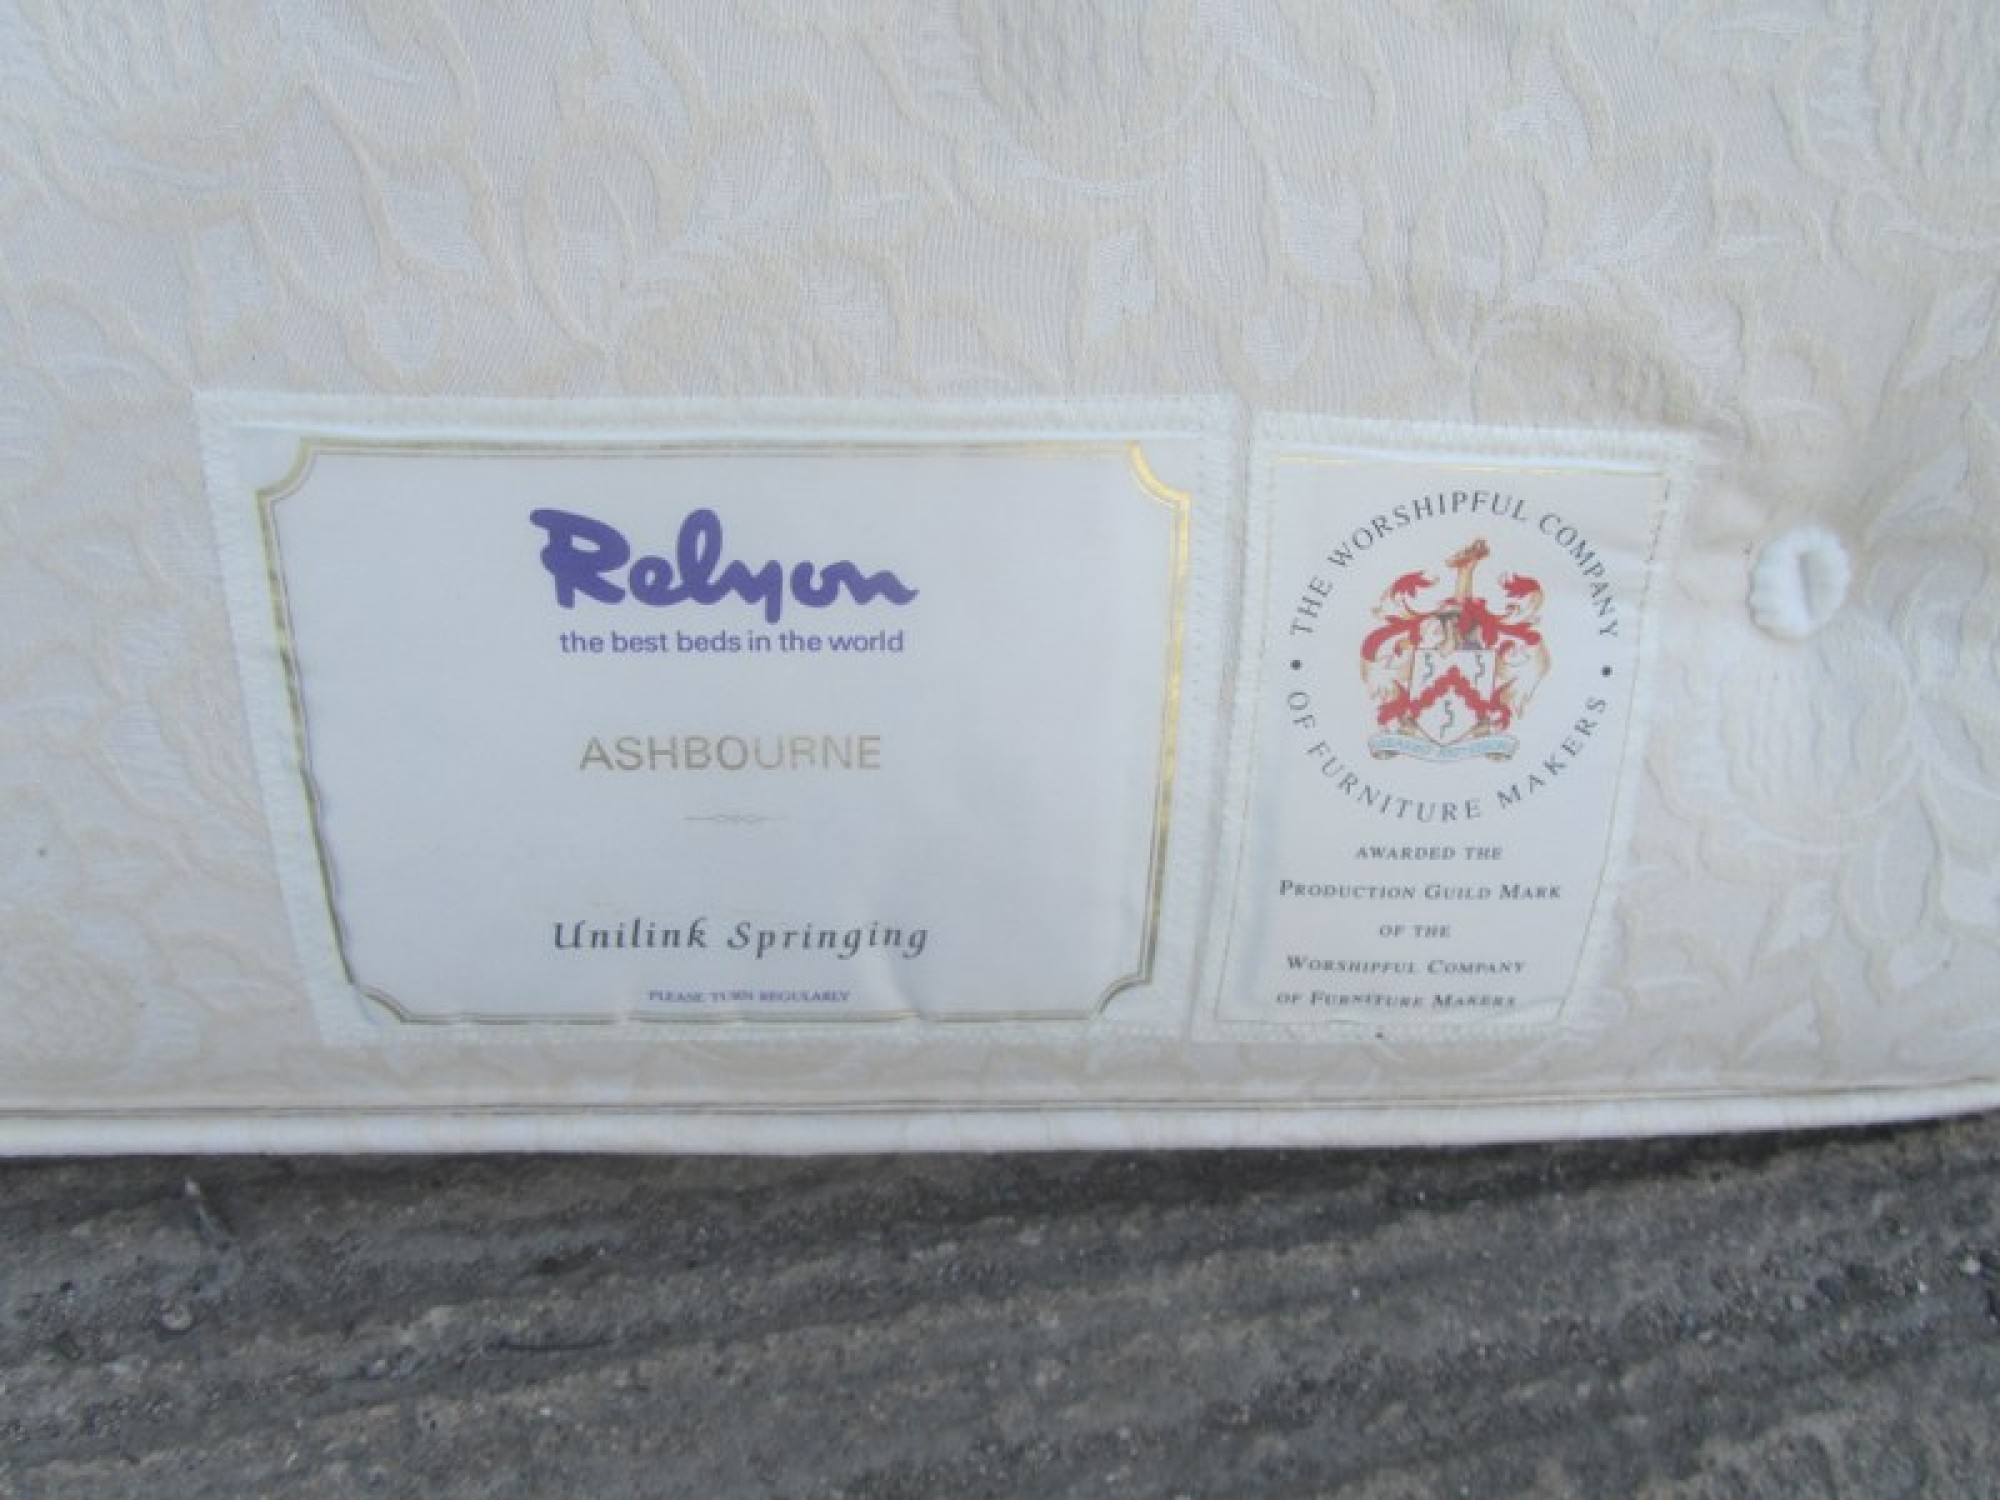 Relyon
the best beds in the world
ASHBOURNE
Unilink Springing
PLEASE TURN REGULARLY
THE WORSHIPFUL COMPANY
• OF FURNITURE MAKERS •
AWARDED THE
PRODUCTION GUILD MARK
OF THE
WORSHIPFUL COMPANY
OF FURNITURE MAKERS